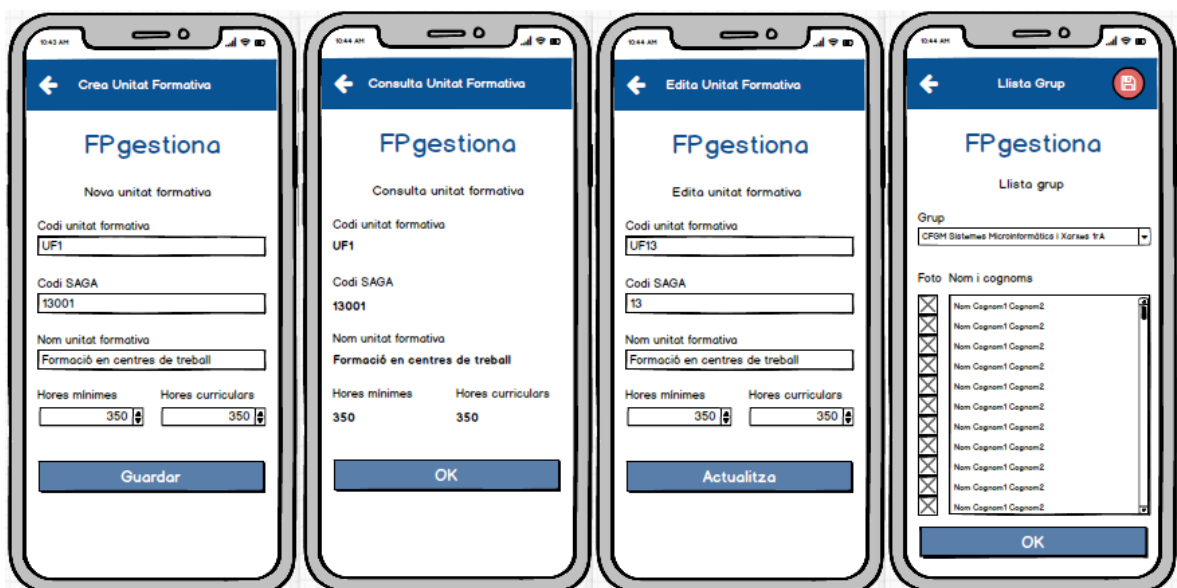 10:43 AM
Crea Unitat Formativa
FPgestiona
Nova unitat formativa
Codi unitat formativa
UF1
Codi SAGA
13001
Nom unitat formativa
Formació en centres de treball
Hores mínimes Hores curriculars
350 350
Guardar
10:44 AM
Consulta Unitat Formativa
FPgestiona
Consulta unitat formativa
Codi unitat formativa
UF1
Codi SAGA
13001
Nom unitat formativa
Formació en centres de treball
Hores mínimes Hores curriculars
350 350
OK
10:44 AM
Edita Unitat Formativa
FPgestiona
Edita unitat formativa
Codi unitat formativa
UF13
Codi SAGA
13
Nom unitat formativa
Formació en centres de treball
Hores mínimes Hores curriculars
350 350
Actualitza
10:44 AM
Llista Grup
FPgestiona
Llista grup
Grup
CFGM Sistemes Microinformàtics i Xarxes 1rA
Foto Nom i cognoms
Nom Cognom1 Cognom2
Nom Cognom1 Cognom2
Nom Cognom1 Cognom2
Nom Cognom1 Cognom2
Nom Cognom1 Cognom2
Nom Cognom1 Cognom2
Nom Cognom1 Cognom2
Nom Cognom1 Cognom2
Nom Cognom1 Cognom2
Nom Cognom1 Cognom2
Nom Cognom1 Cognom2
OK